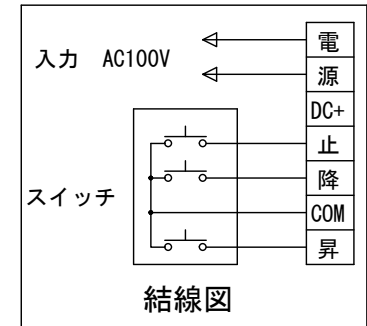 入力 AC100V
電
源
DC+
止
降
COM
昇
スイッチ
結線図